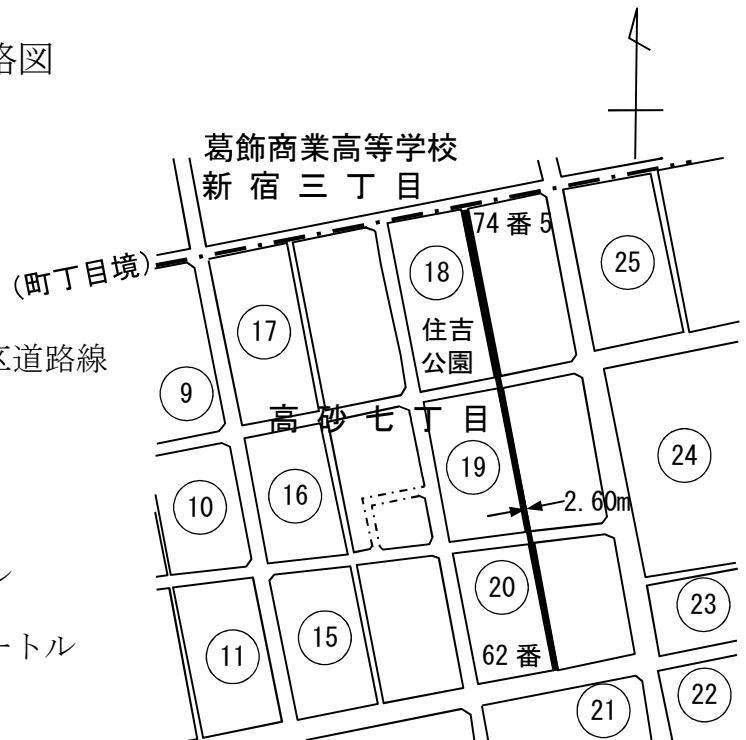 略図
葛飾商業高等学校
新宿三丁目
(町丁目境)
74番5
18
25
17
住吉
公園
区道路線
9
高砂七丁目
19
24
16
10
2.60m
ル
20
23
ートル
15
11
62番
22
21